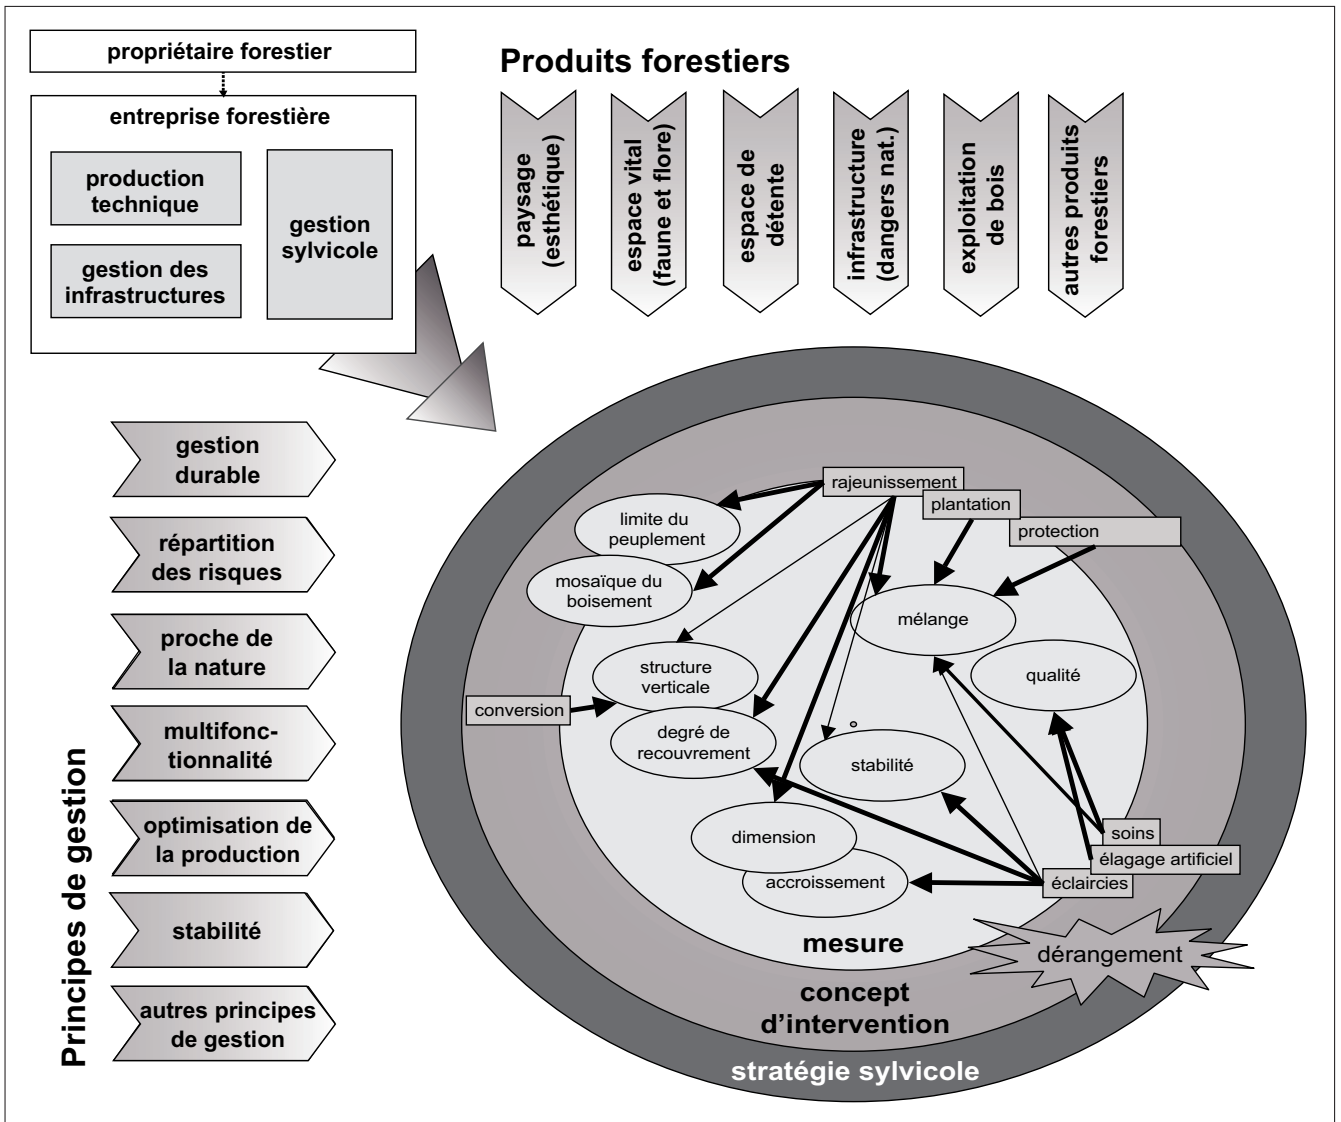 propriétaire forestier
entreprise forestière
production
technique
gestion des
infrastructures
gestion
sylvicole
Produits forestiers
paysage
(esthétique)
espace vital
(faune et flore)
espace de
détente
infrastructure
(dangers nat.)
exploitation
de bois
autres produits
forestiers
Principes de gestion
gestion
durable
répartition
des risques
proche de
la nature
multifonc-
tionnalité
optimisation de
la production
stabilité
autres principes
de gestion
rajeunissement
plantation
protection
limite du
peuplement
mosaïque du
boisement
mélange
structure
verticale
qualité
conversion
degré de
recouvrement
stabilité
dimension
accroissement
soins
élagage artificiel
éclaircies
mesure
dérangement
concept
d'intervention
stratégie sylvicole